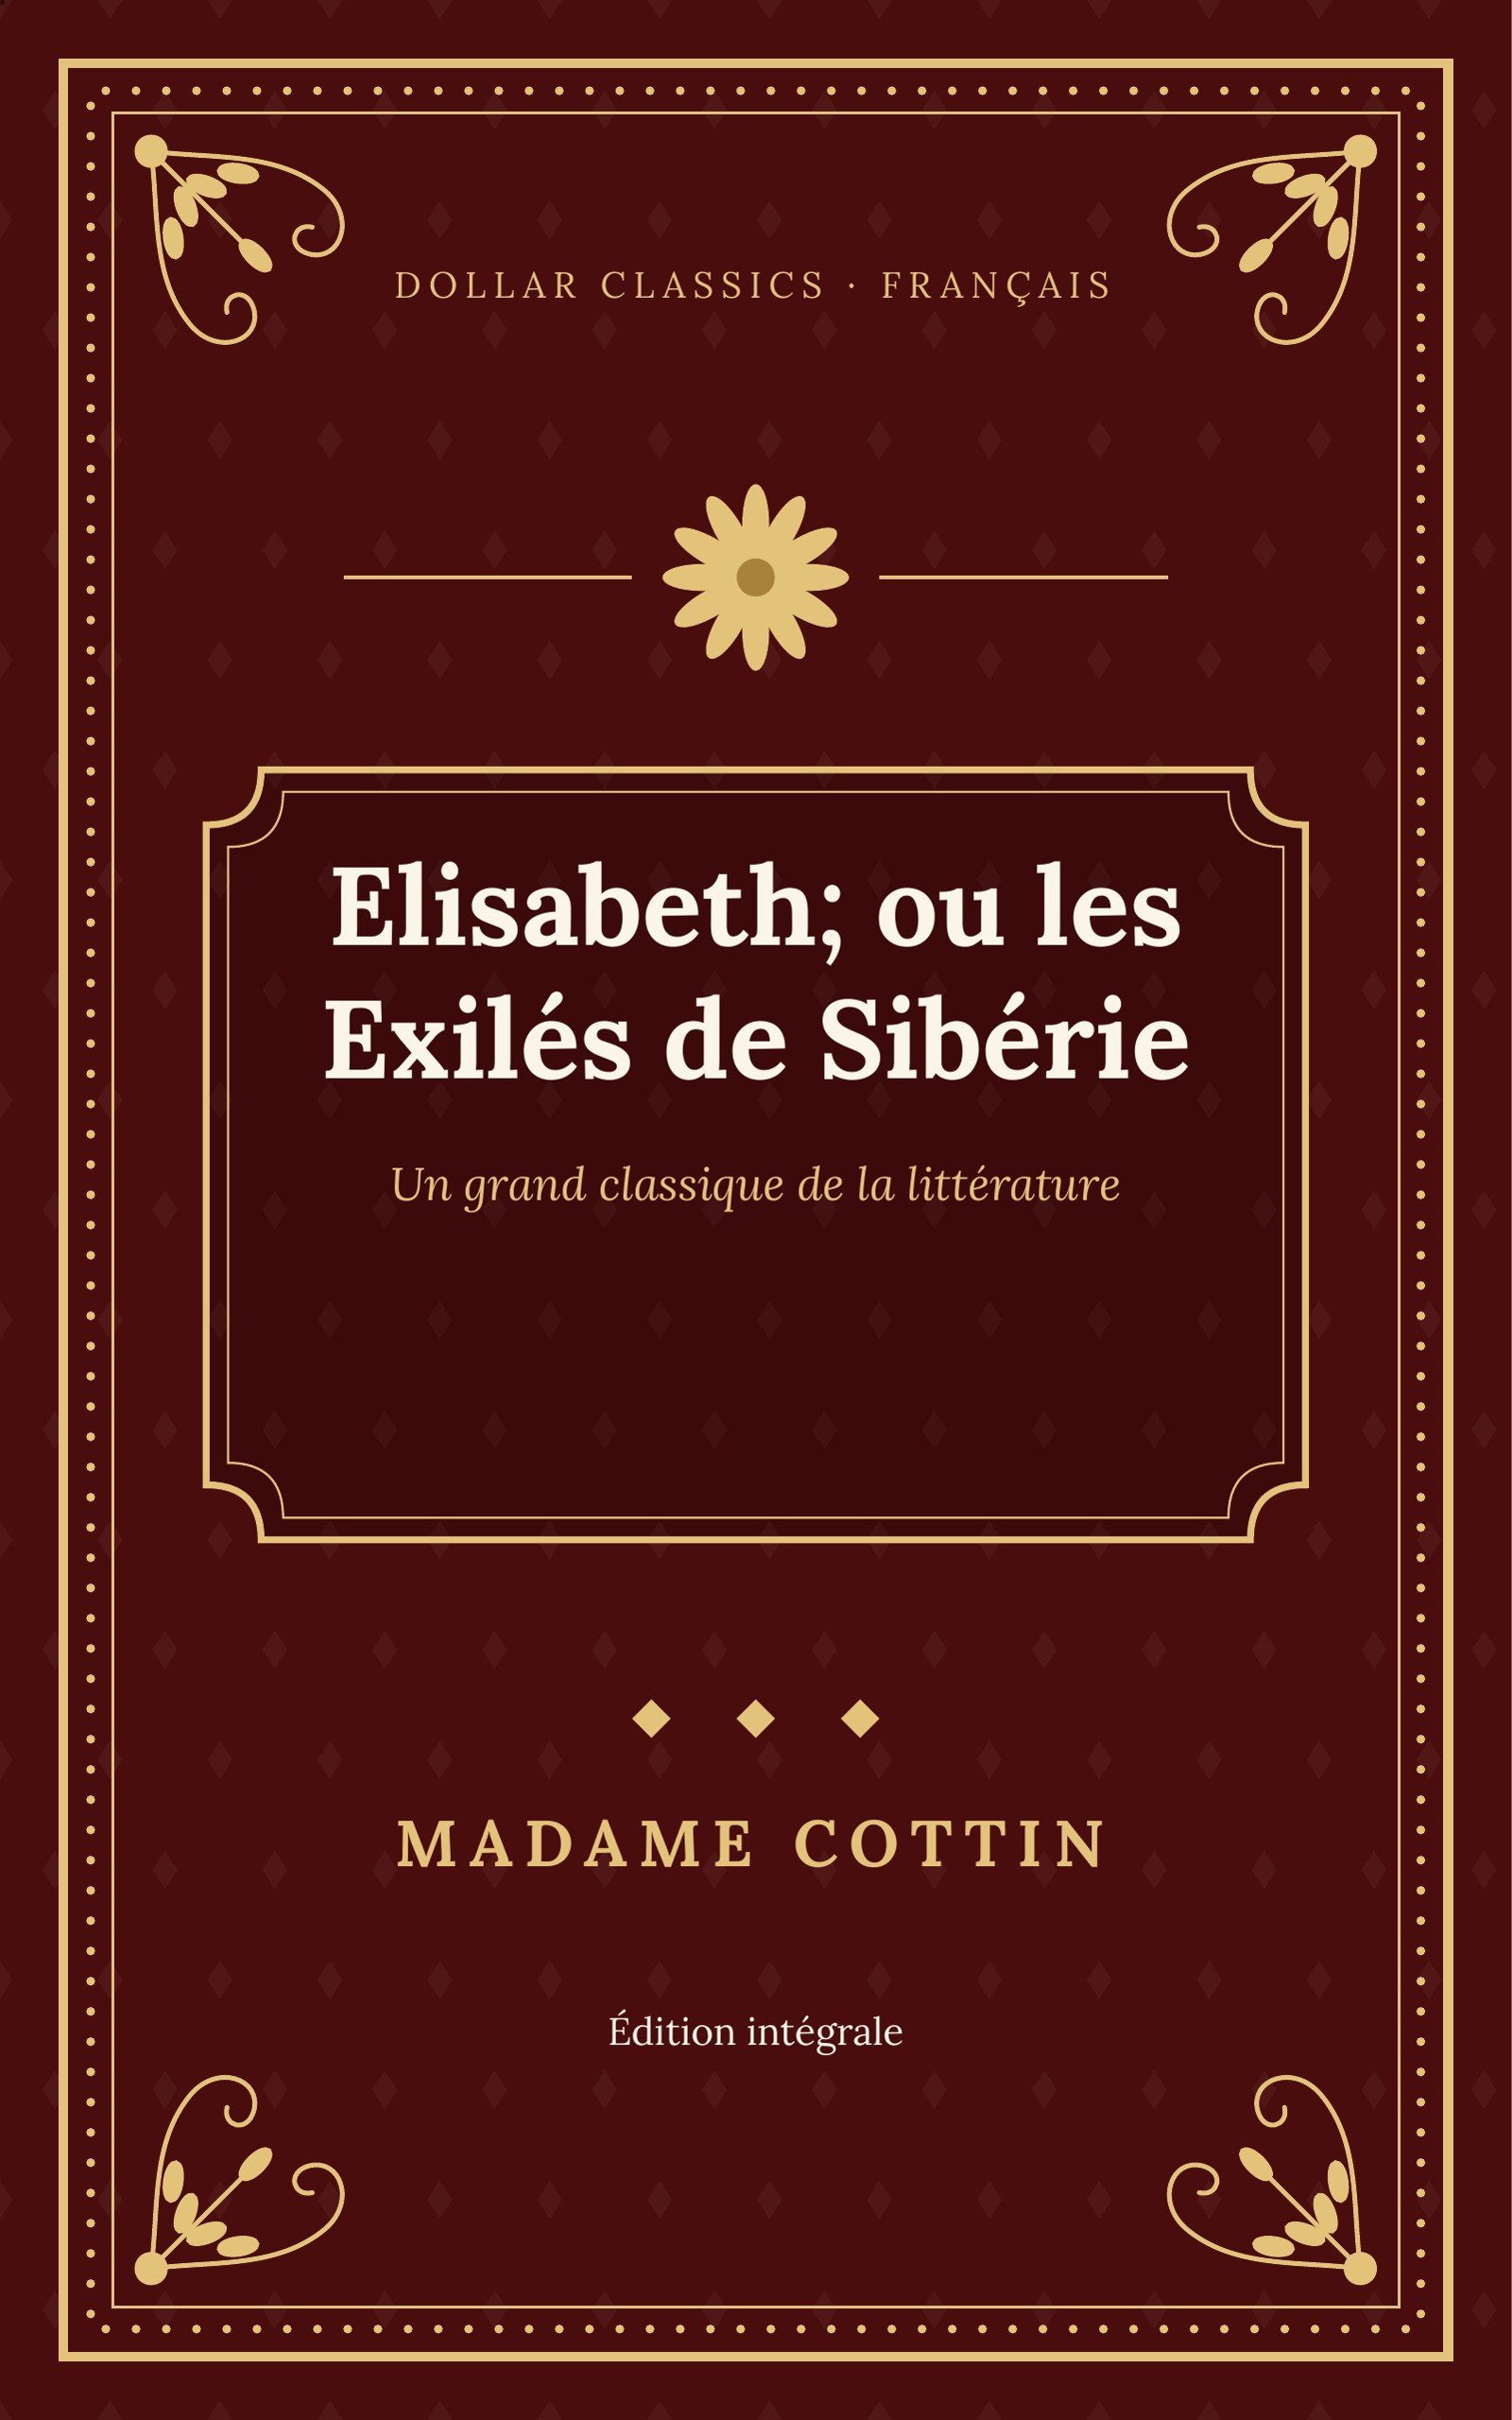 DOLLAR CLASSICS · FRANÇAIS
Elisabeth; ou les
Exilés de Sibérie
Un grand classique de la littérature
MADAME COTTIN
Édition intégrale